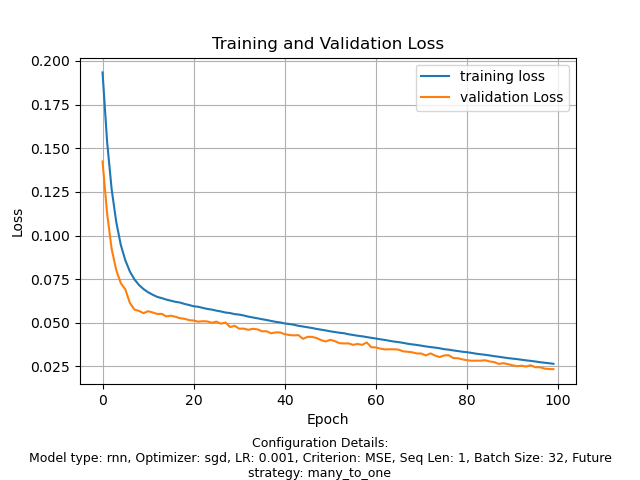 Training and Validation Loss
training loss
validation Loss
0.200
0.175
0.150
0.125
0.100
0.075
0.050
0.025
Loss
0 20 40 60 80 100
Epoch
Configuration Details:
Model type: rnn, Optimizer: sgd, LR: 0.001, Criterion: MSE, Seq Len: 1, Batch Size: 32, Future
strategy: many_to_one